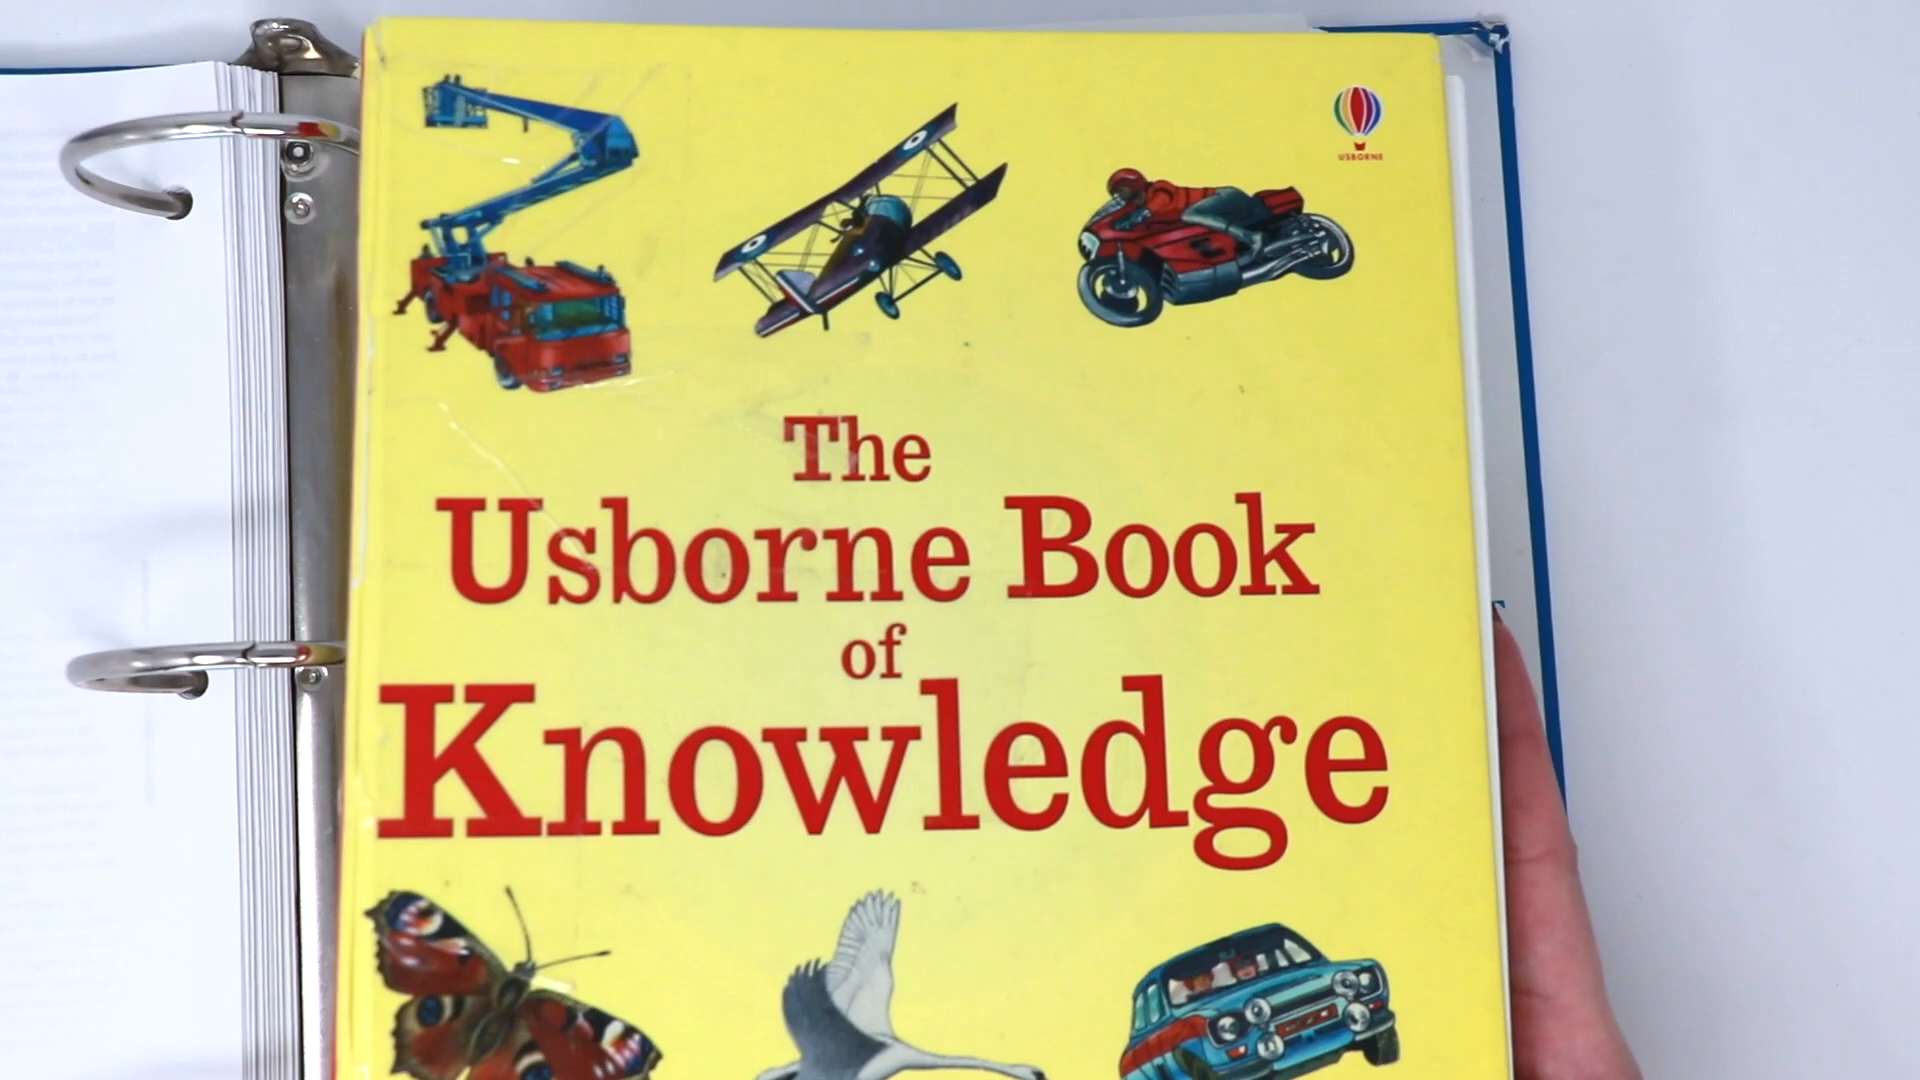 USBORNE
The
Usborne Book
of
Knowledge